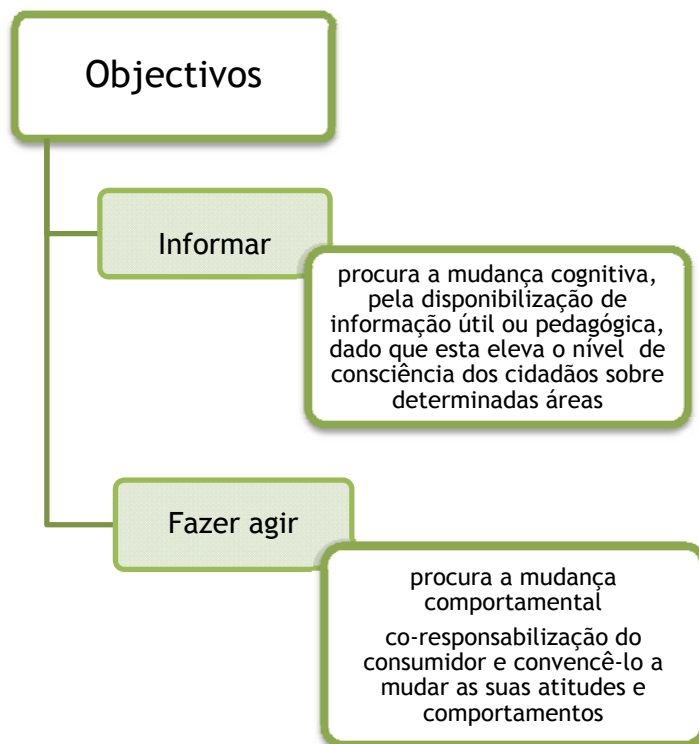 Objectivos
Informar
procura a mudança cognitiva,
pela disponibilização de
informação útil ou pedagógica,
dado que esta eleva o nível de
consciência dos cidadãos sobre
determinadas áreas
Fazer agir
procura a mudança
comportamental
co-responsabilização do
consumidor e convencê-lo a
mudar as suas atitudes e
comportamentos